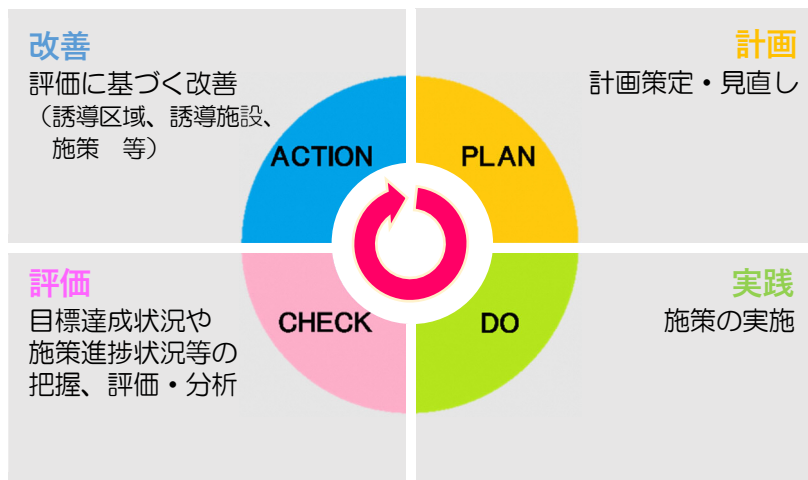 改善
評価に基づく改善
（誘導区域、誘導施設、
施策　等）
ACTION
計画
計画策定・見直し
PLAN
評価
目標達成状況や
施策進捗状況等の
把握、評価・分析
CHECK
実践
施策の実施
DO